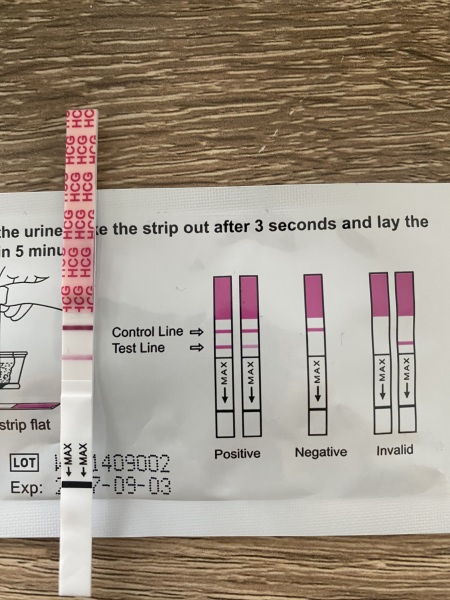 HCG HCG HCG HCG HCG
HCG HCG HCG HCG
the urine the strip out after 3 seconds and lay the
in 5 minu
Control Line ⇒
Test Line ⇒
←MAX ←MAX ←MAX ←MAX ←MAX
strip flat
Positive Negative Invalid
←MAX ←MAX
LOT 1409002
Exp: 7-09-03